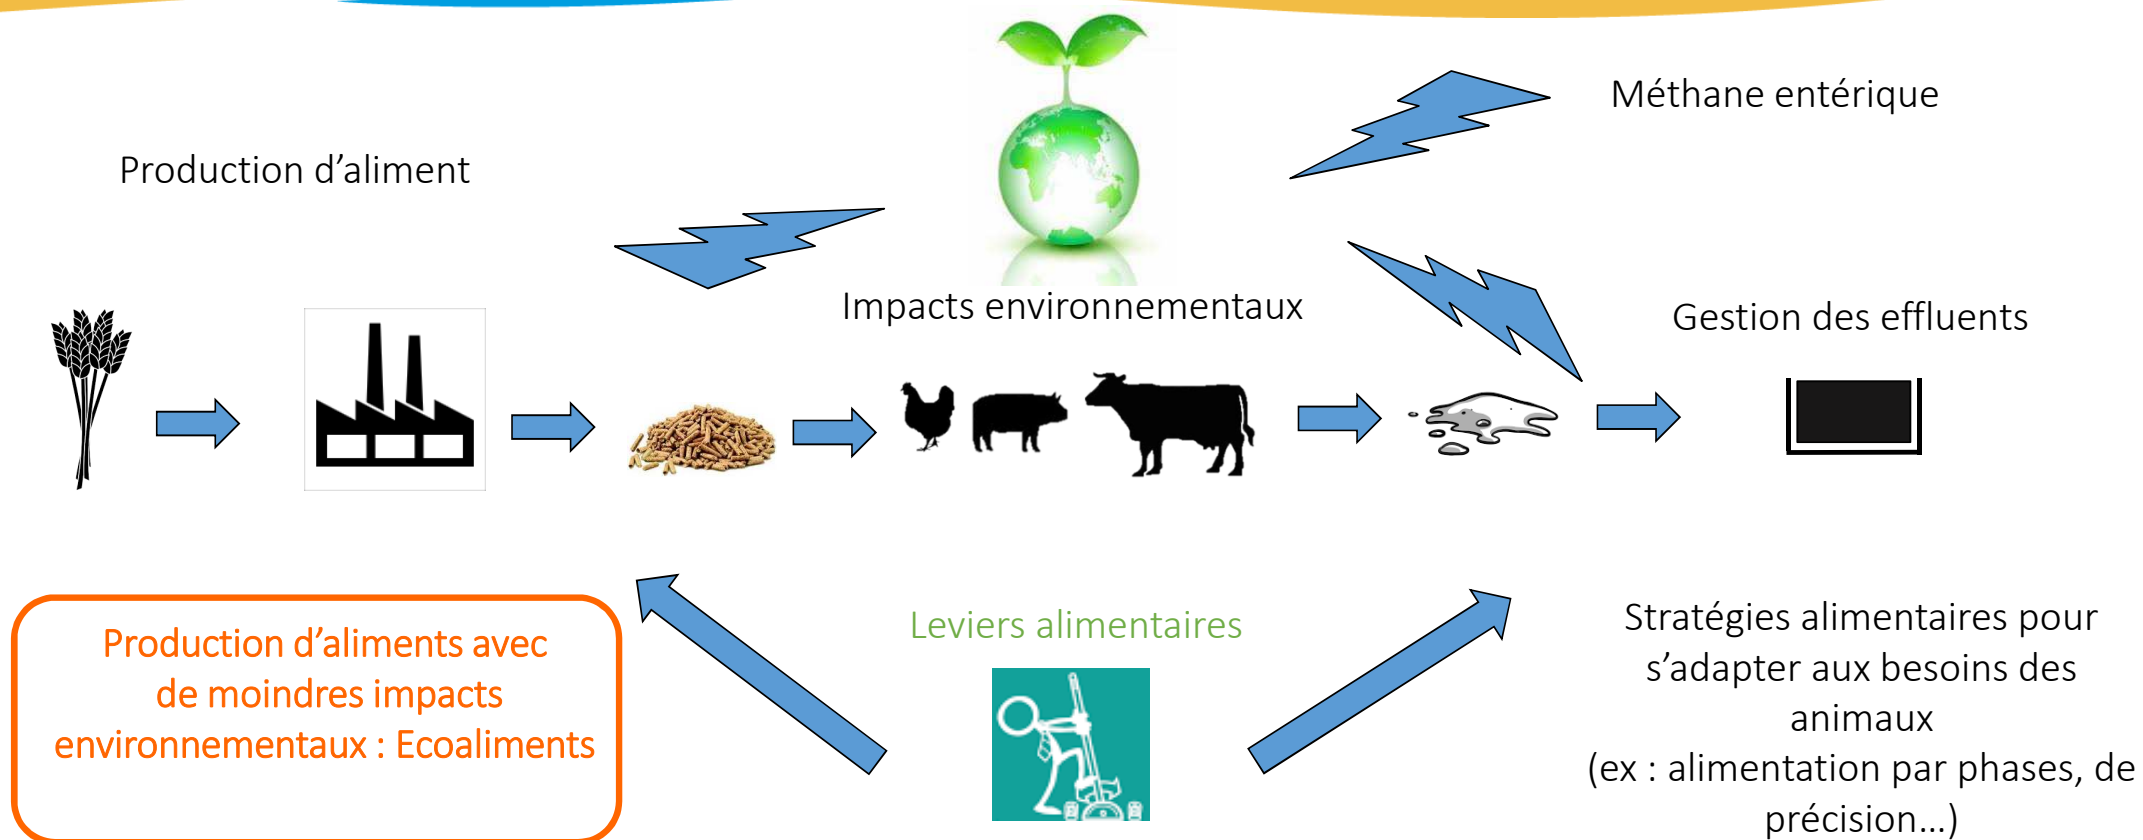 Méthane entérique
Production d’aliment
Impacts environnementaux
Gestion des effluents
Production d’aliments avec
de moindres impacts
environnementaux : Ecoaliments
Leviers alimentaires
Stratégies alimentaires pour
s’adapter aux besoins des
animaux
(ex : alimentation par phases, de
précision…)